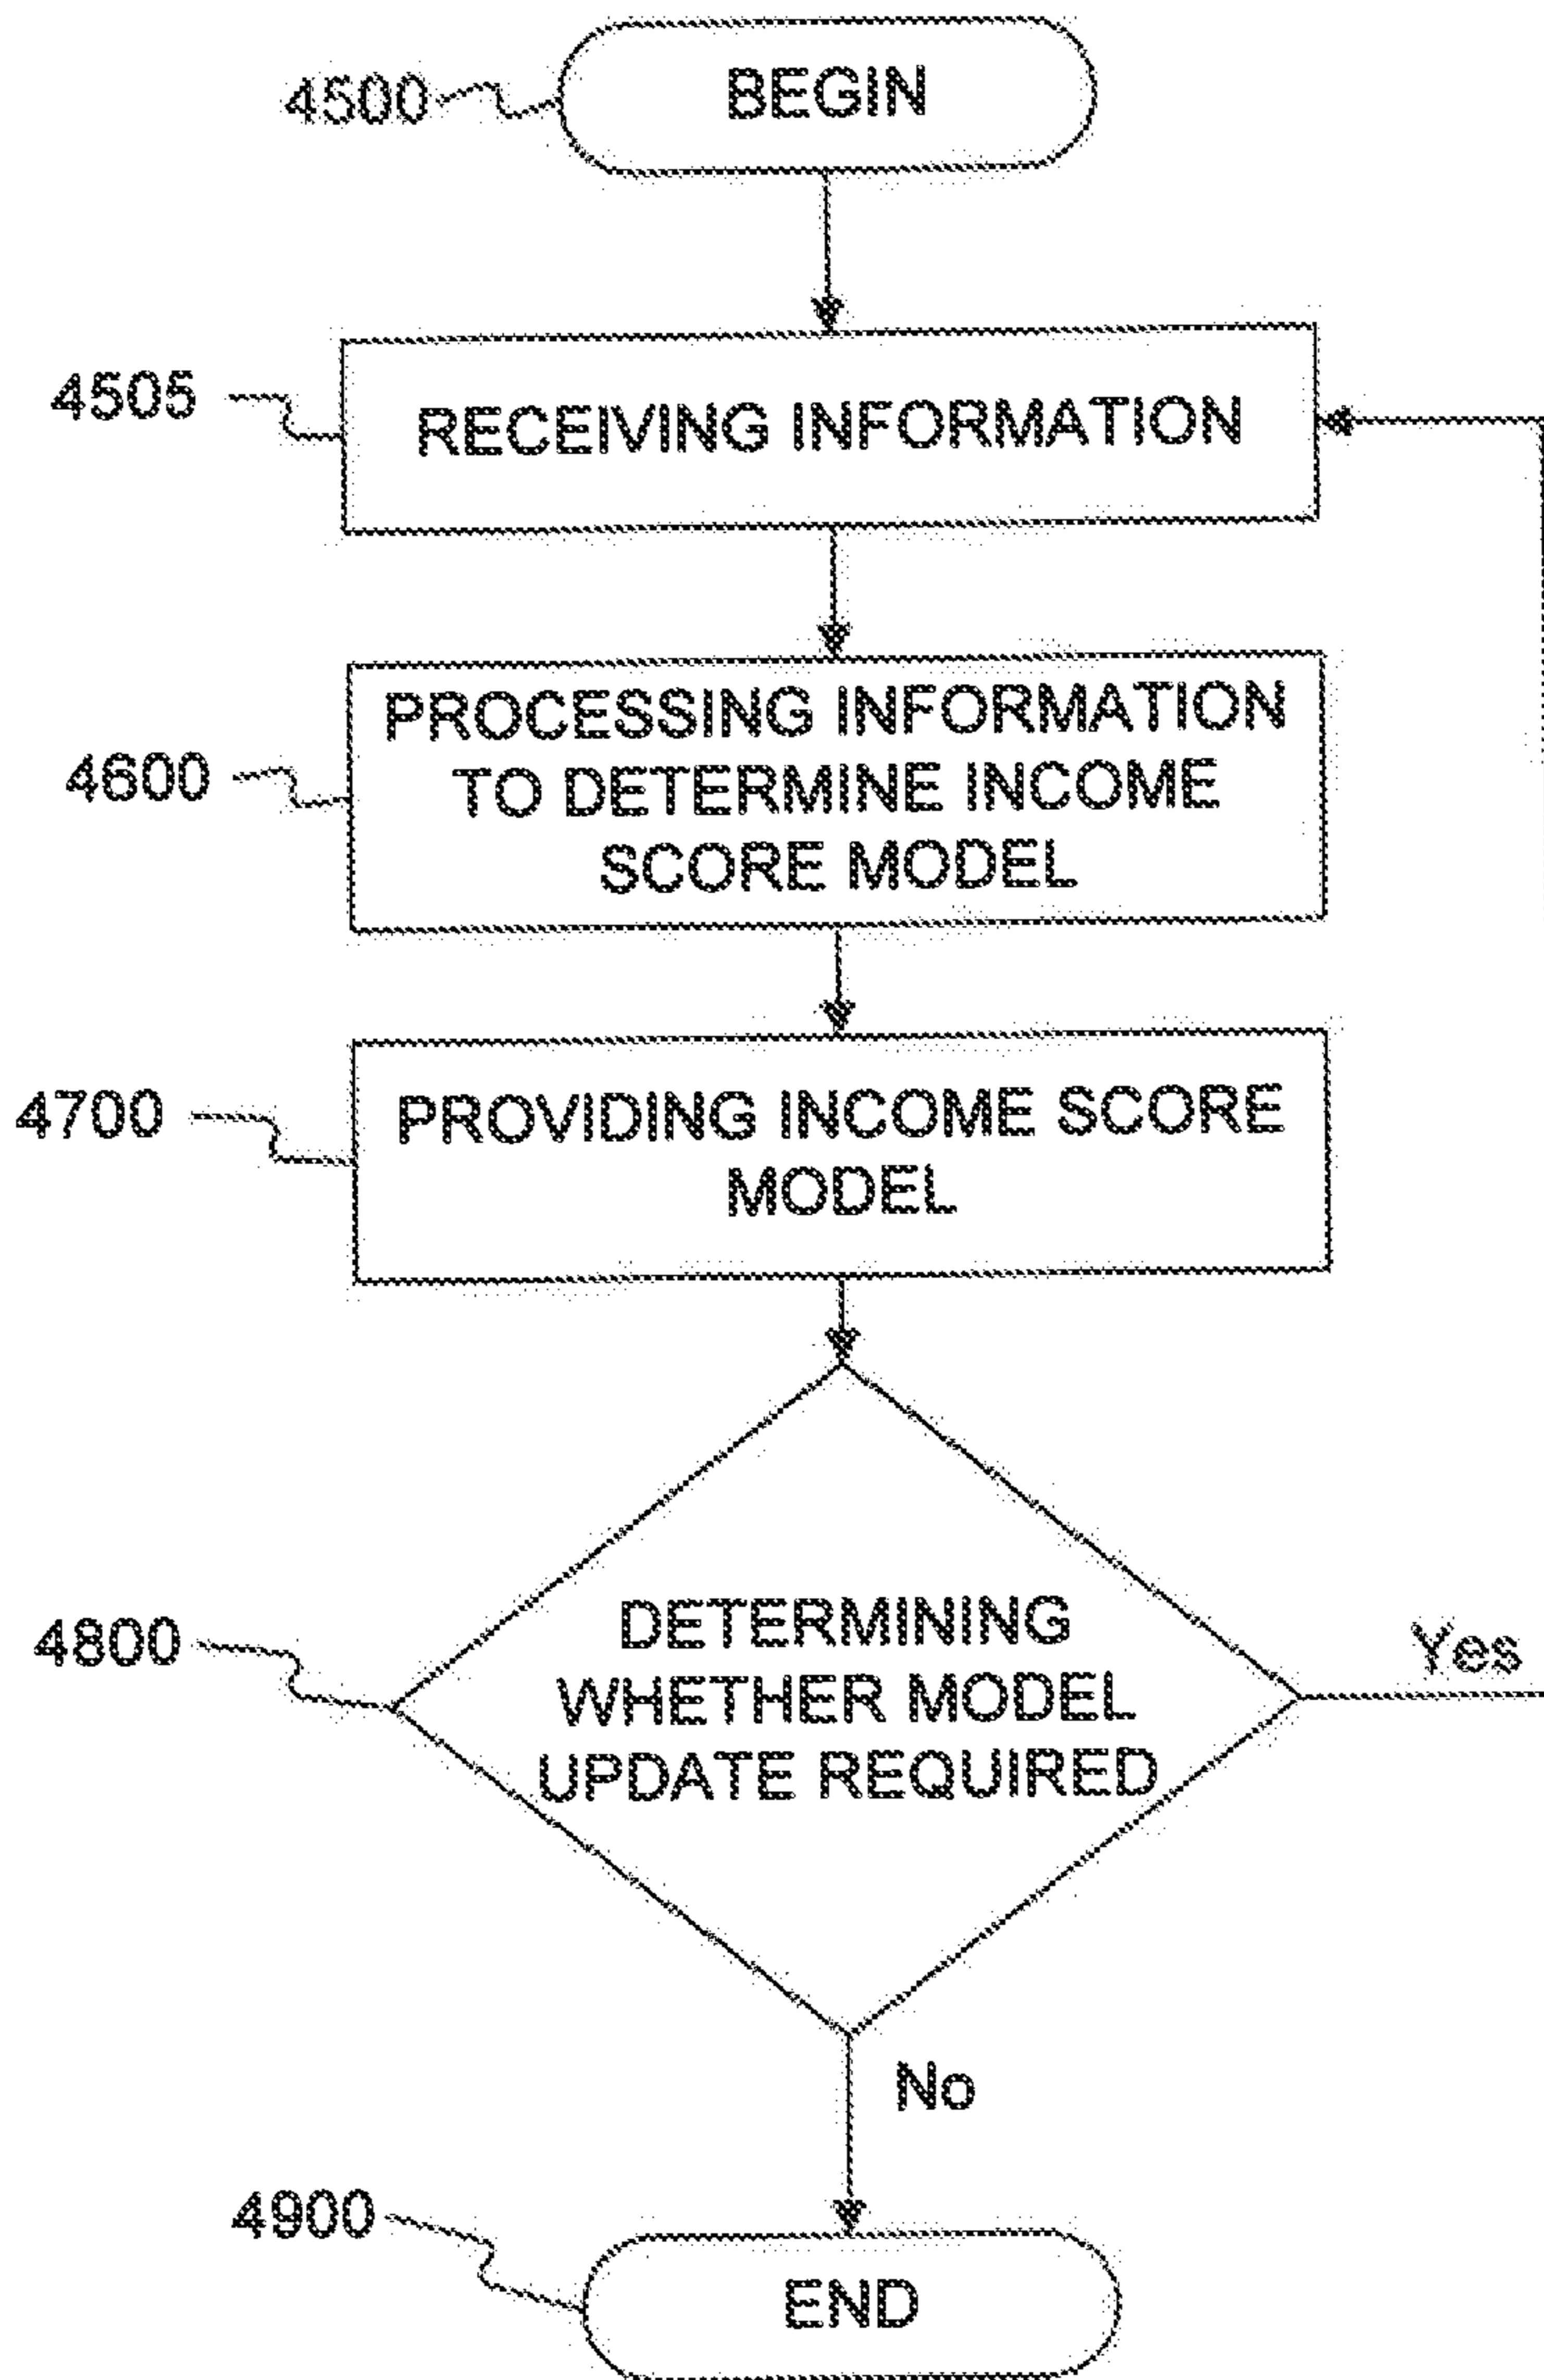 4500
BEGIN
4505
RECEIVING INFORMATION
4600
PROCESSING INFORMATION
TO DETERMINE INCOME
SCORE MODEL
4700
PROVIDING INCOME SCORE
MODEL
4800
DETERMINING
WHETHER MODEL
UPDATE REQUIRED
Yes
No
4900
END